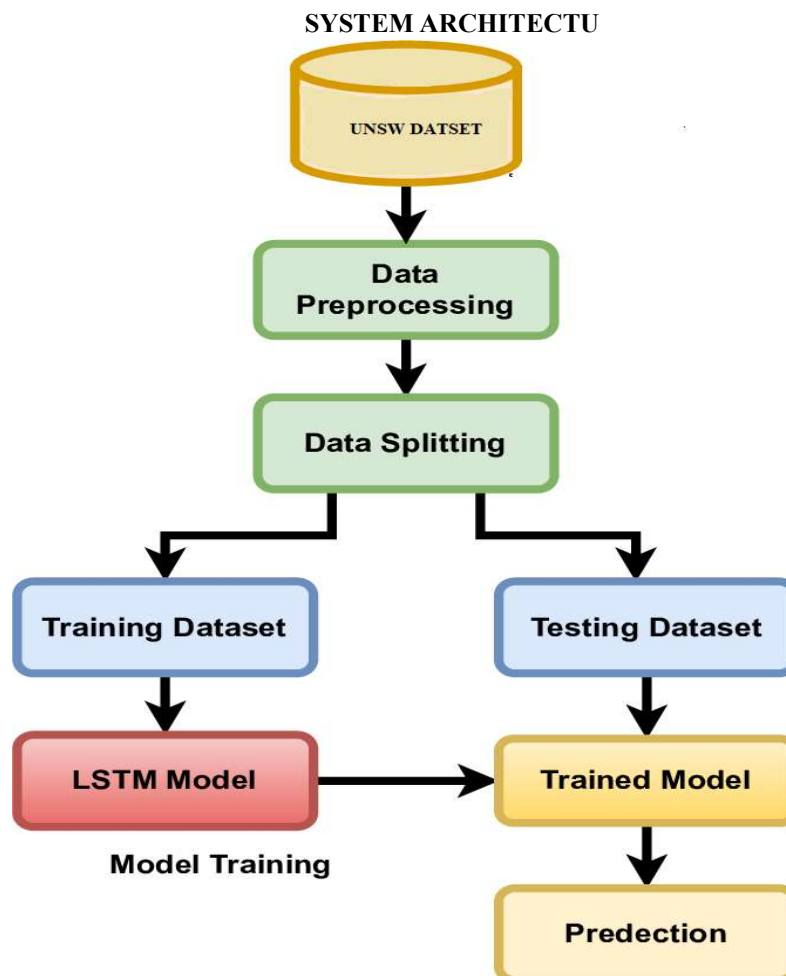 SYSTEM ARCHITECTU
UNSW DATSET
Data
Preprocessing
Data Splitting
Training Dataset
Testing Dataset
LSTM Model
Trained Model
Model Training
Predection